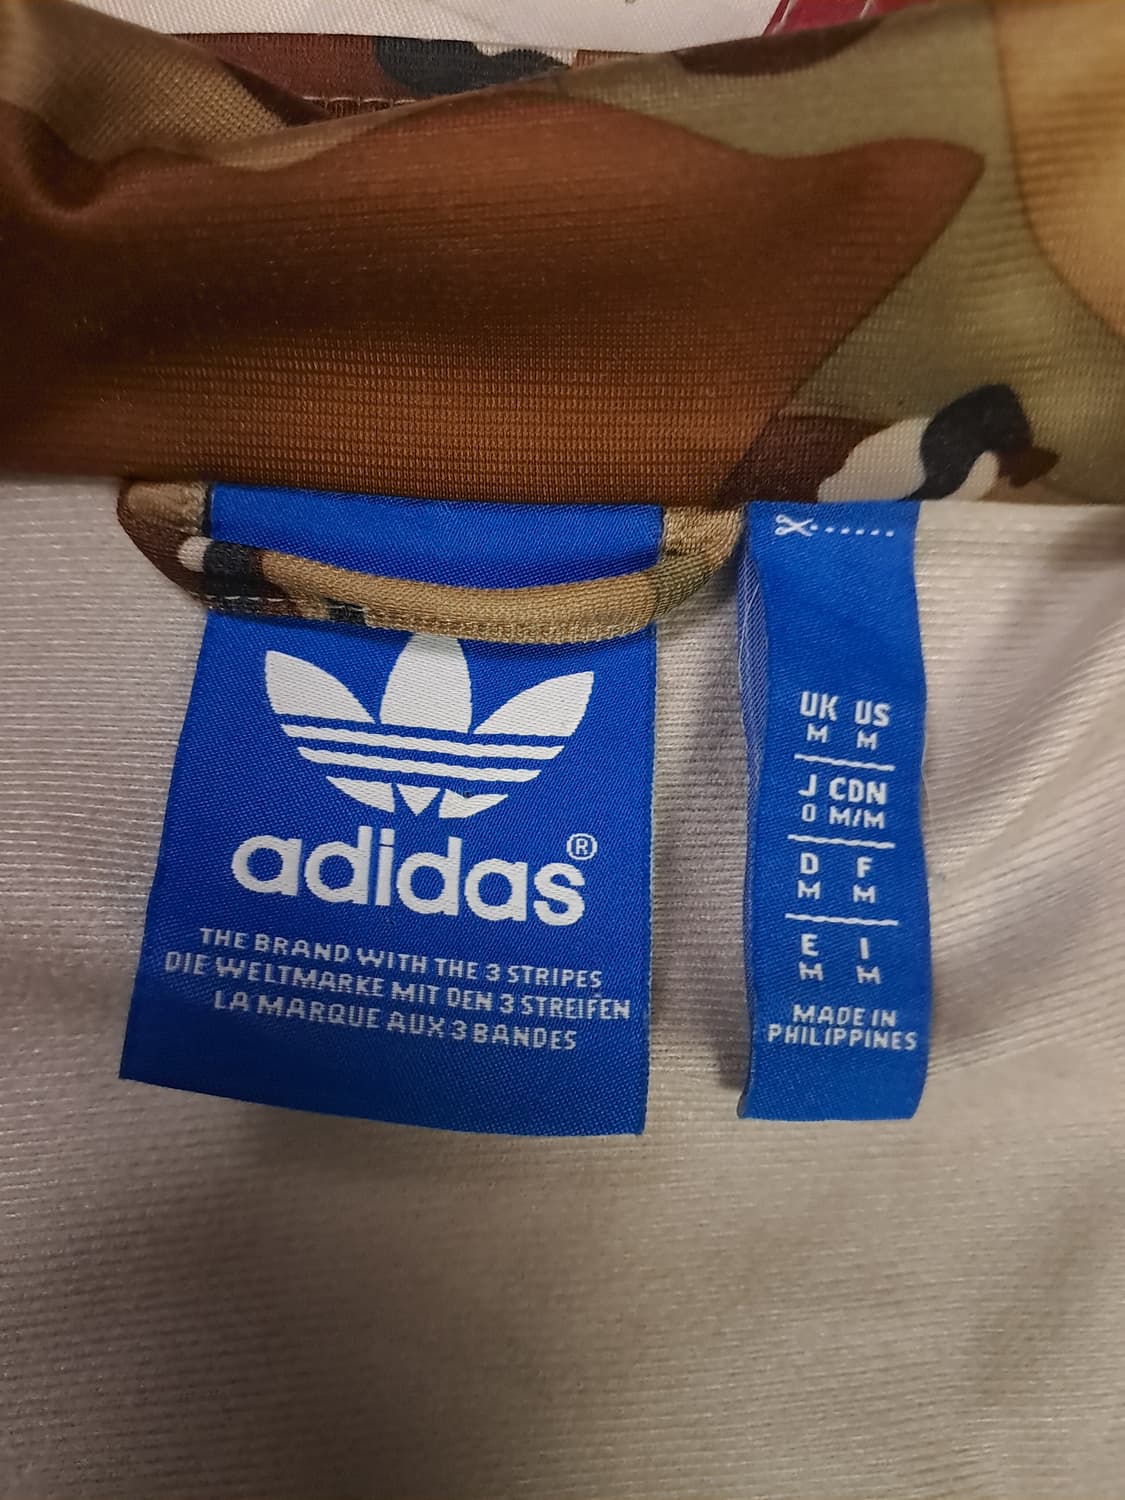 adidas®
THE BRAND WITH THE 3 STRIPES
DIE WELTMARKE MIT DEN 3 STREIFEN
LA MARQUE AUX 3 BANDES
UK US
M M
J CDN
O M/M
D F
M M
E I
M M
MADE IN
PHILIPPINES